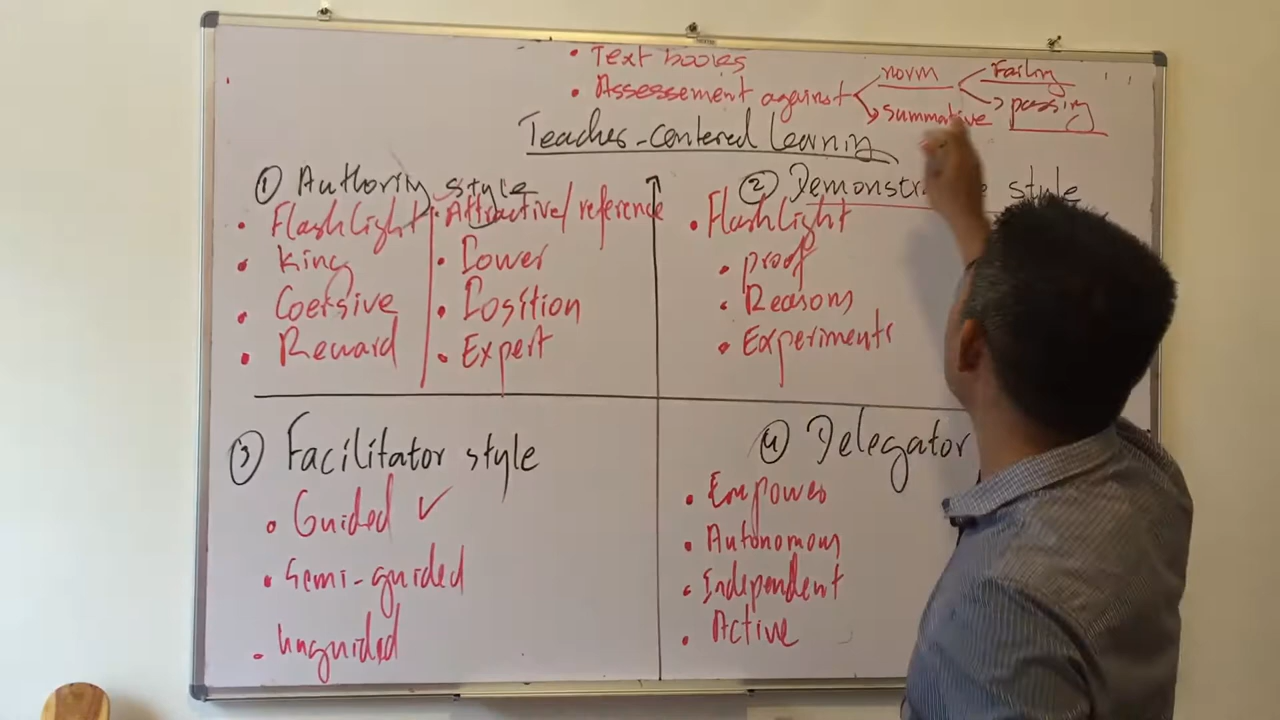 • Text books
• Assessement against norm Failing
summative passing
Teacher-centered learning
① Authority style
• Flashlight • Attractive/reference
• King • Power
• Coersive • Position
• Reward • Expert
② Demonstr style
• Flashlight
• proof
• Reasons
• Experiments
③ Facilitator style
• Guided ✓
• Semi-guided
• unguided
④ Delegator
• Empower
• Autonomous
• Independent
• Active